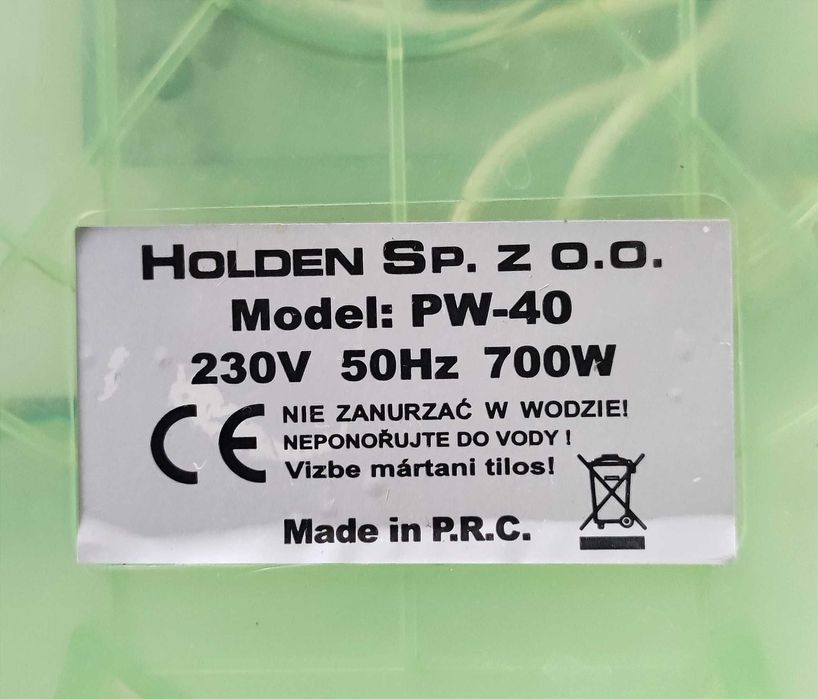 HOLDEN SP. Z O.O.
Model: PW-40
230V 50Hz 700W
CE NIE ZANURZAĆ W WODZIE!
NEPONOŘUJTE DO VODY !
Vizbe mártani tilos!
Made in P.R.C.